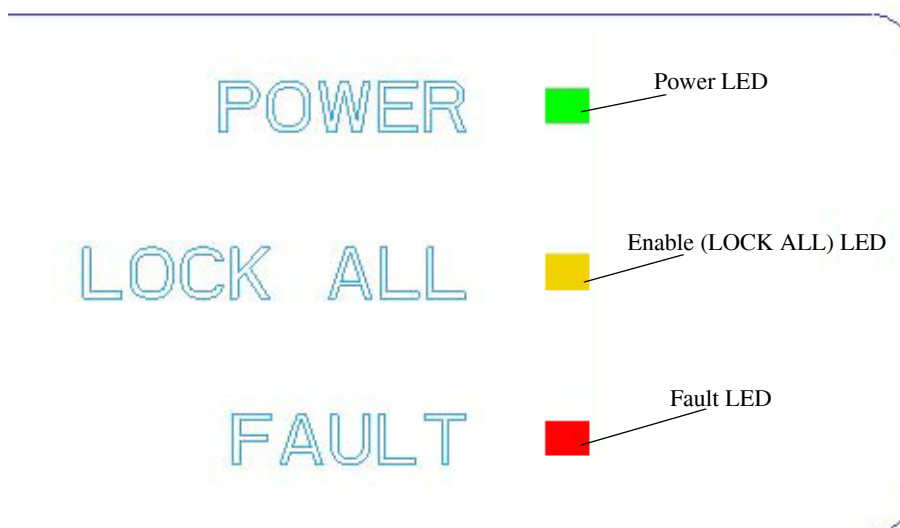 POWER
Power LED
LOCK ALL
Enable (LOCK ALL) LED
FAULT
Fault LED